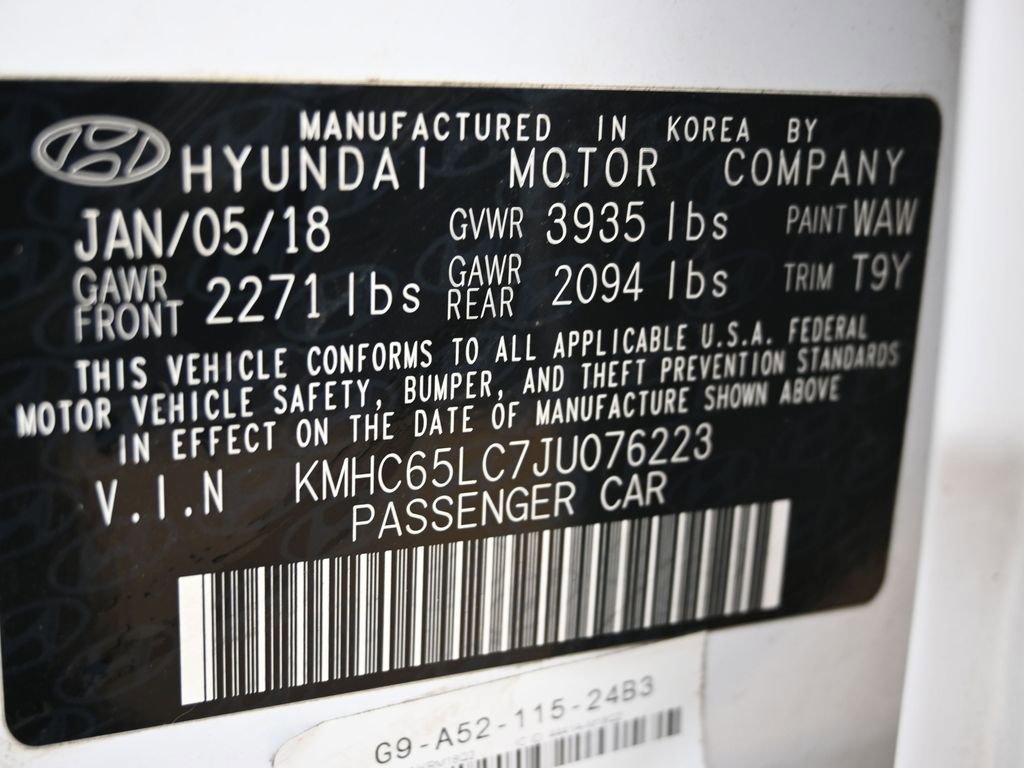 MANUFACTURED IN KOREA BY
HYUNDAI MOTOR COMPANY
JAN/05/18 GVWR 3935 lbs PAINT WAW
GAWR FRONT 2271 lbs GAWR REAR 2094 lbs TRIM T9Y
THIS VEHICLE CONFORMS TO ALL APPLICABLE U.S.A. FEDERAL
MOTOR VEHICLE SAFETY, BUMPER, AND THEFT PREVENTION STANDARDS
IN EFFECT ON THE DATE OF MANUFACTURE SHOWN ABOVE
V.I.N KMHC65LC7JU076223
PASSENGER CAR
G9-A52-115-24B3